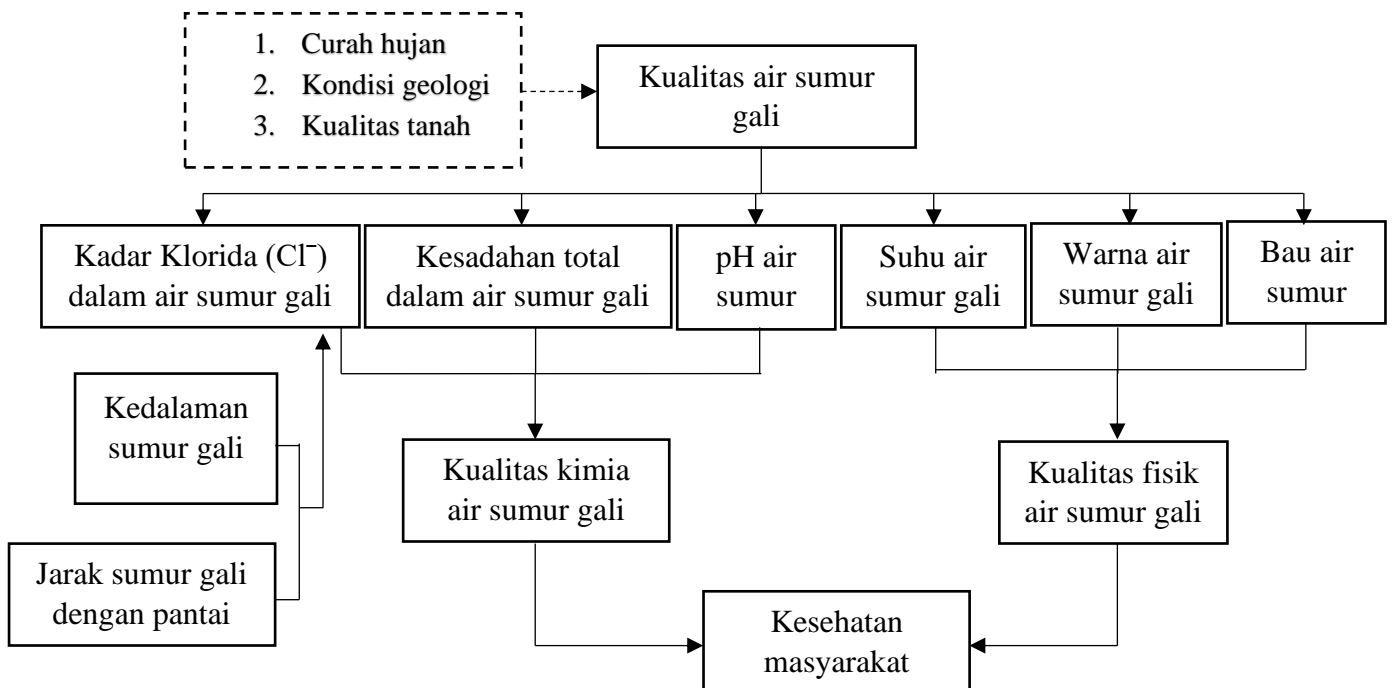 1. Curah hujan
2. Kondisi geologi
3. Kualitas tanah
Kualitas air sumur
gali
Kadar Klorida (Cl⁻)
dalam air sumur gali
Kesadahan total
dalam air sumur gali
pH air
sumur
Suhu air
sumur gali
Warna air
sumur gali
Bau air
sumur
Kedalaman
sumur gali
Kualitas kimia
air sumur gali
Kualitas fisik
air sumur gali
Jarak sumur gali
dengan pantai
Kesehatan
masyarakat